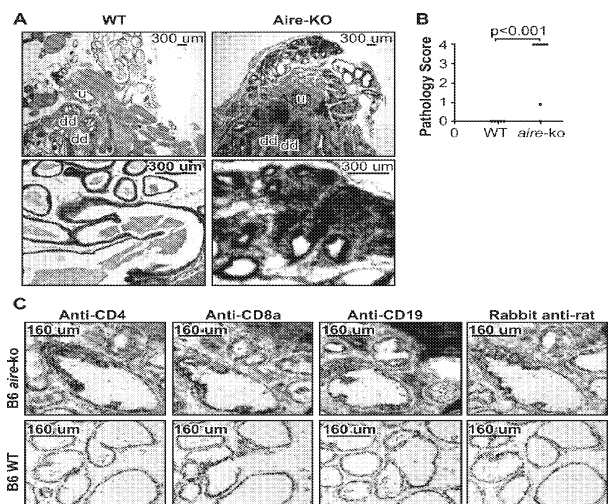 A
WT
Aire-KO
300 um
300 um
u
dd
dd
u
dd dd
300 um
300 um
B
p<0.001
Pathology Score
4
3
2
1
0
0
WT
aire-ko
C
Anti-CD4
Anti-CD8a
Anti-CD19
Rabbit anti-rat
B6 aire-ko
160 um
160 um
160 um
160 um
B6 WT
160 um
160 um
160 um
160 um